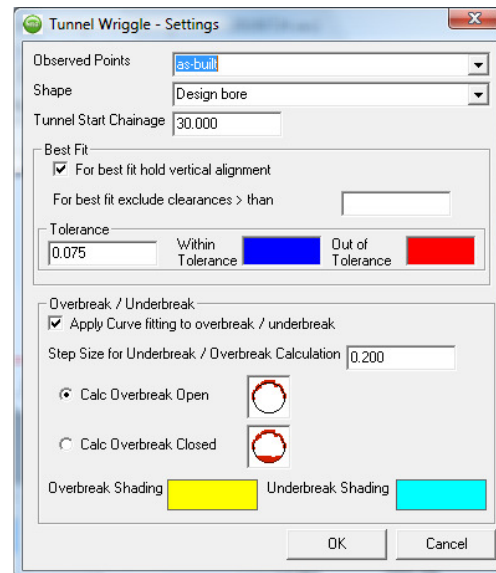 Tunnel Wriggle - Settings
Observed Points as-built
Shape Design bore
Tunnel Start Chainage 30.000
Best Fit
For best fit hold vertical alignment
For best fit exclude clearances > than
Tolerance
0.075 Within Tolerance Out of Tolerance
Overbreak / Underbreak
Apply Curve fitting to overbreak / underbreak
Step Size for Underbreak / Overbreak Calculation 0.200
Calc Overbreak Open
Calc Overbreak Closed
Overbreak Shading Underbreak Shading
OK Cancel